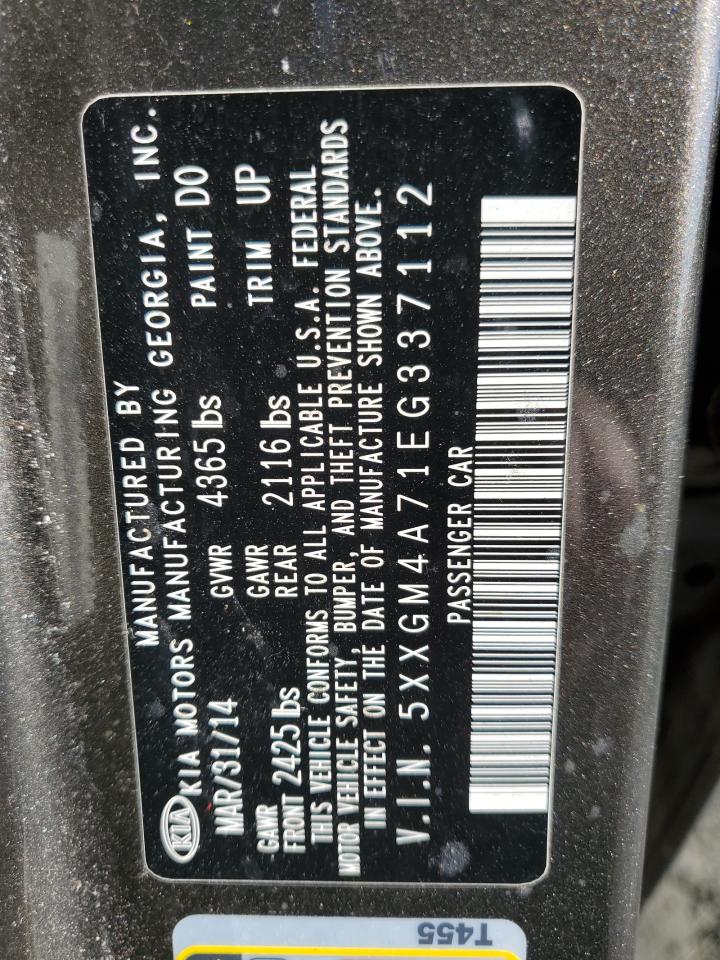 MANUFACTURED BY
KIA KIA MOTORS MANUFACTURING GEORGIA, INC.
MAR/31/14 GVWR 4365 lbs PAINT DO
GAWR FRONT 2425 lbs GAWR REAR 2116 lbs TRIM UP
THIS VEHICLE CONFORMS TO ALL APPLICABLE U.S.A. FEDERAL
MOTOR VEHICLE SAFETY, BUMPER, AND THEFT PREVENTION STANDARDS
IN EFFECT ON THE DATE OF MANUFACTURE SHOWN ABOVE.
V.I.N. 5XXGM4A71EG337112
PASSENGER CAR
T455